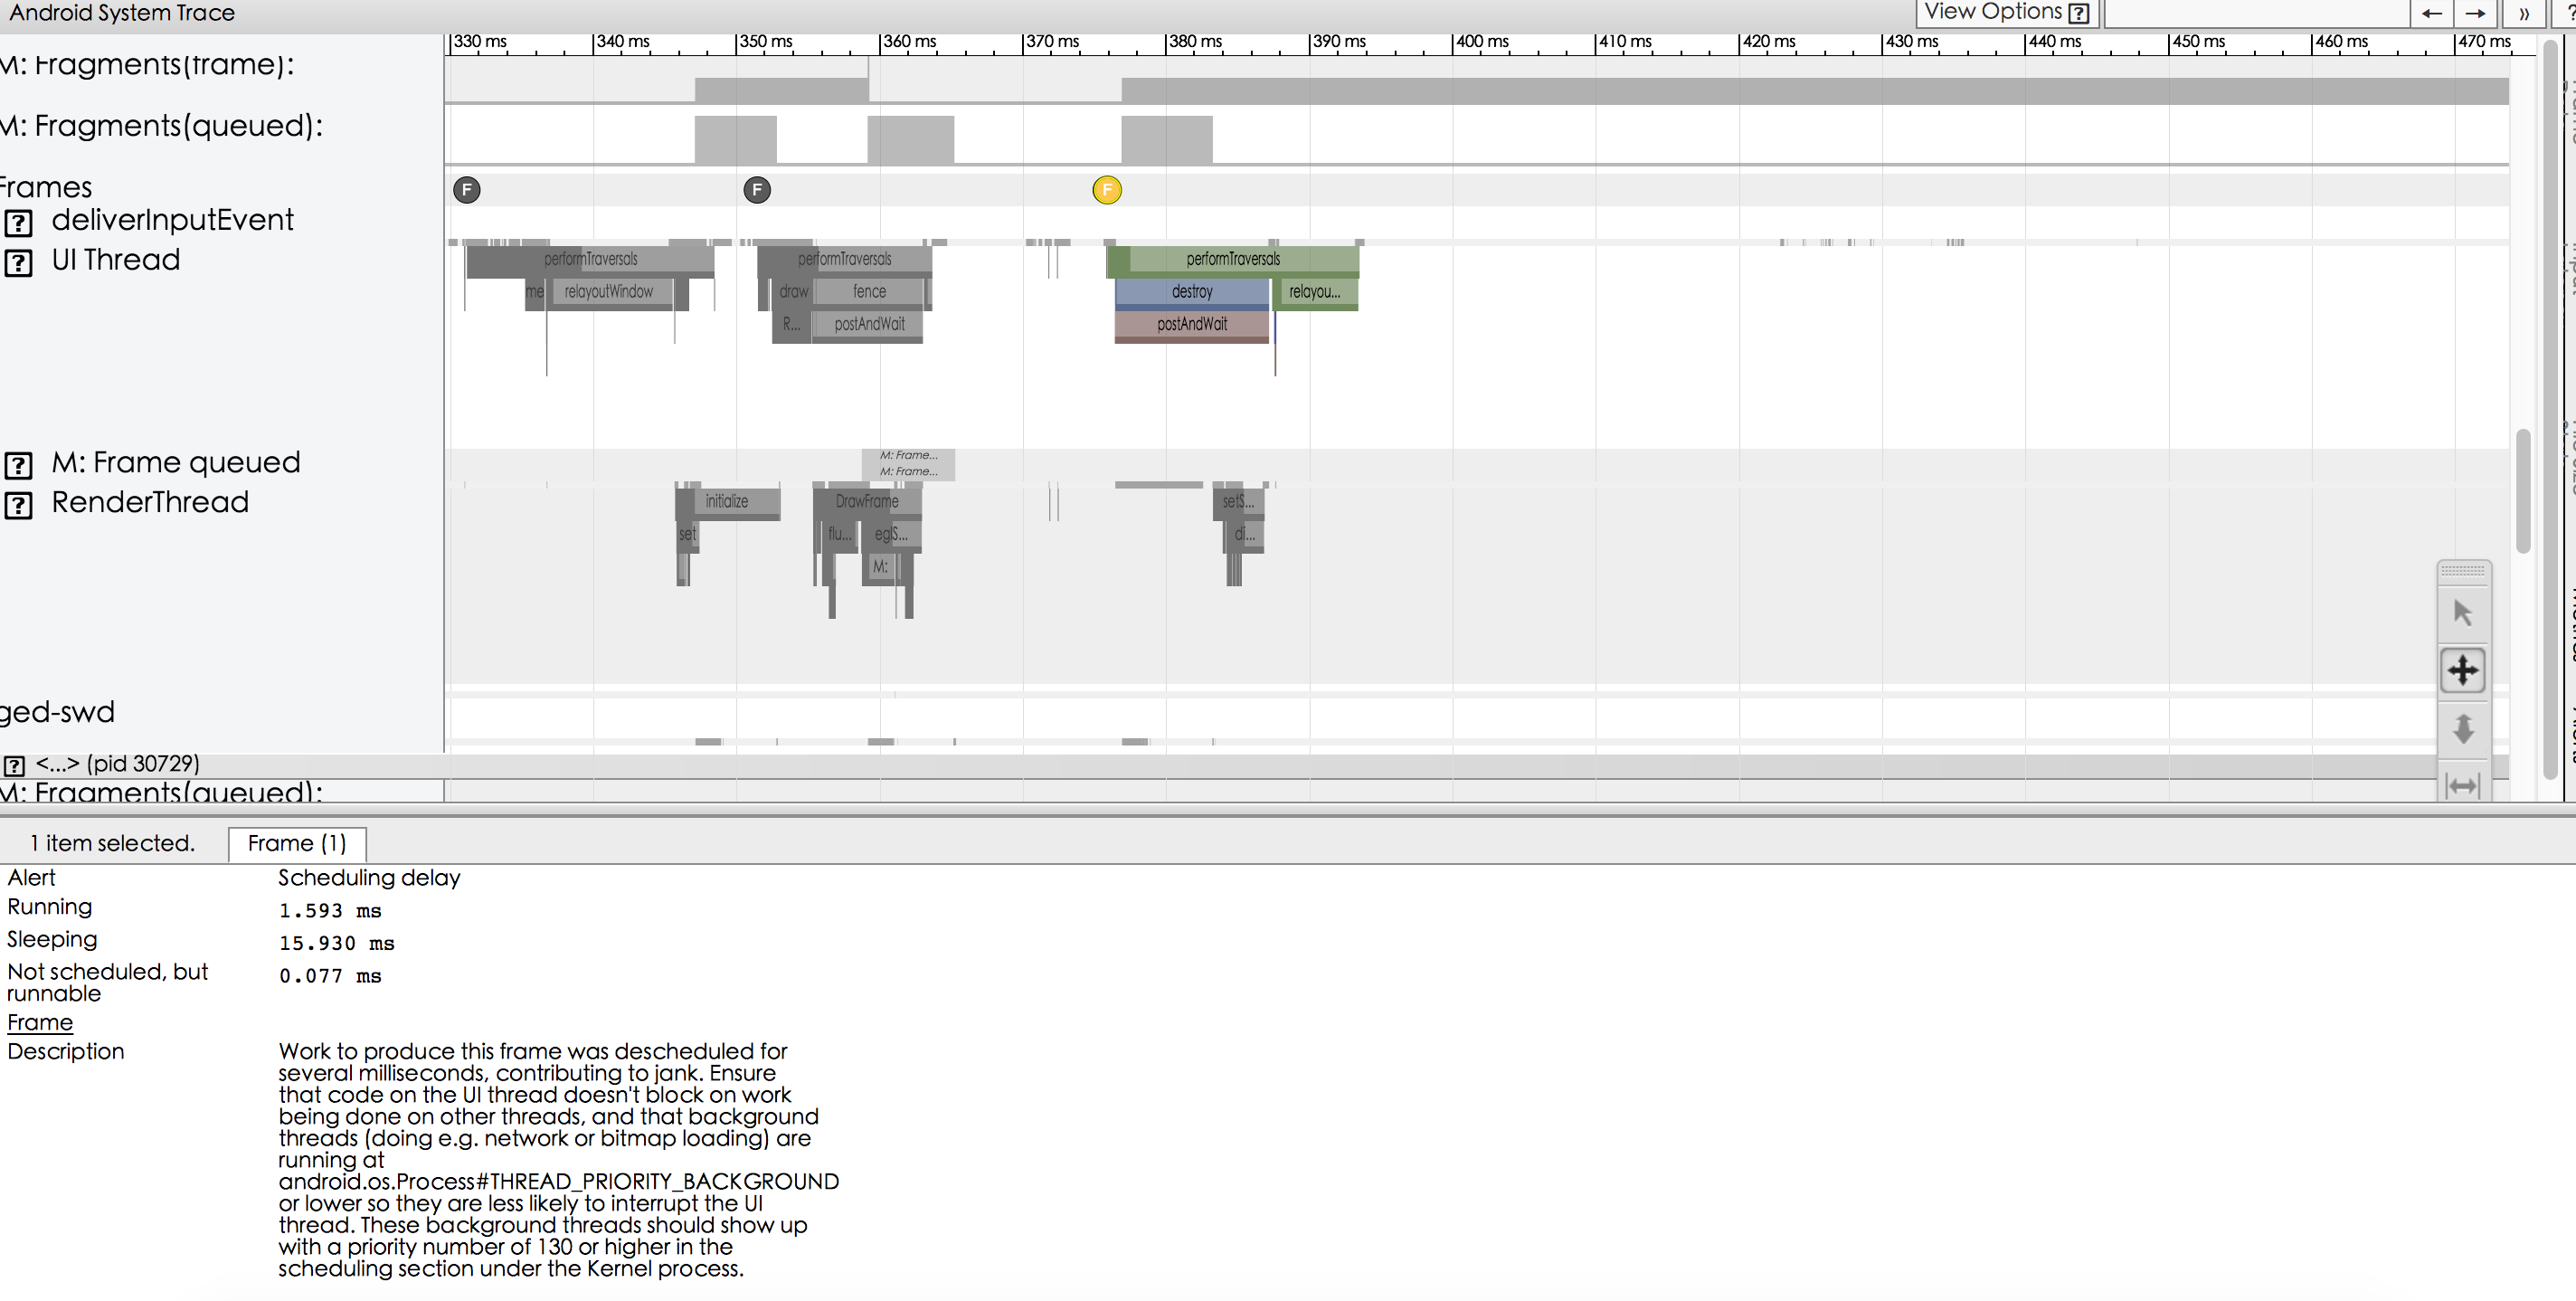 Android System Trace
View Options ?
← → » ?
330 ms 340 ms 350 ms 360 ms 370 ms 380 ms 390 ms 400 ms 410 ms 420 ms 430 ms 440 ms 450 ms 460 ms 470 ms
M: Fragments(frame):
M: Fragments(queued):
Frames
F F F
? deliverInputEvent
? UI Thread
performTraversals performTraversals performTraversals
me relayoutWindow draw fence destroy relayou...
R... postAndWait postAndWait
? M: Frame queued
M: Frame...
M: Frame...
? RenderThread
initialize DrawFrame setS...
set flu... eglS... di...
M:
ged-swd
? <...> (pid 30729)
M: Fragments(queued):
1 item selected. Frame (1)
Alert Scheduling delay
Running 1.593 ms
Sleeping 15.930 ms
Not scheduled, but
runnable 0.077 ms
Frame
Description Work to produce this frame was descheduled for
several milliseconds, contributing to jank. Ensure
that code on the UI thread doesn't block on work
being done on other threads, and that background
threads (doing e.g. network or bitmap loading) are
running at
android.os.Process#THREAD_PRIORITY_BACKGROUND
or lower so they are less likely to interrupt the UI
thread. These background threads should show up
with a priority number of 130 or higher in the
scheduling section under the Kernel process.